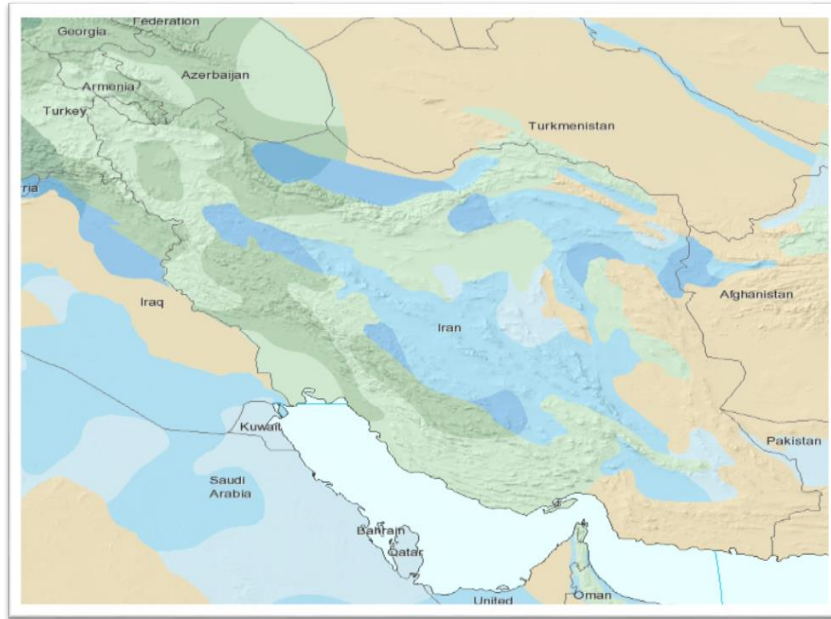 Federation
Georgia
Azerbaijan
Armenia
Turkey
Turkmenistan
ria
Afghanistan
Iraq
Iran
Kuwait
Pakistan
Saudi
Arabia
Bahrain
Qatar
United
Oman